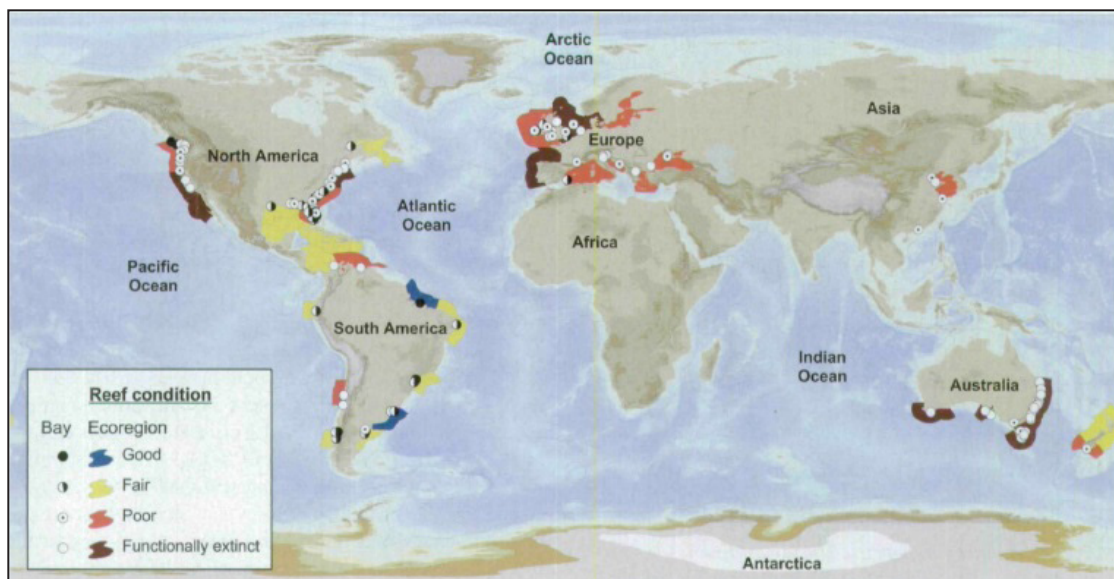 Arctic
Ocean
Asia
North America
Europe
Atlantic
Ocean
Africa
Pacific
Ocean
South America
Indian
Ocean
Australia
Reef condition
Bay Ecoregion
Good
Fair
Poor
Functionally extinct
Antarctica